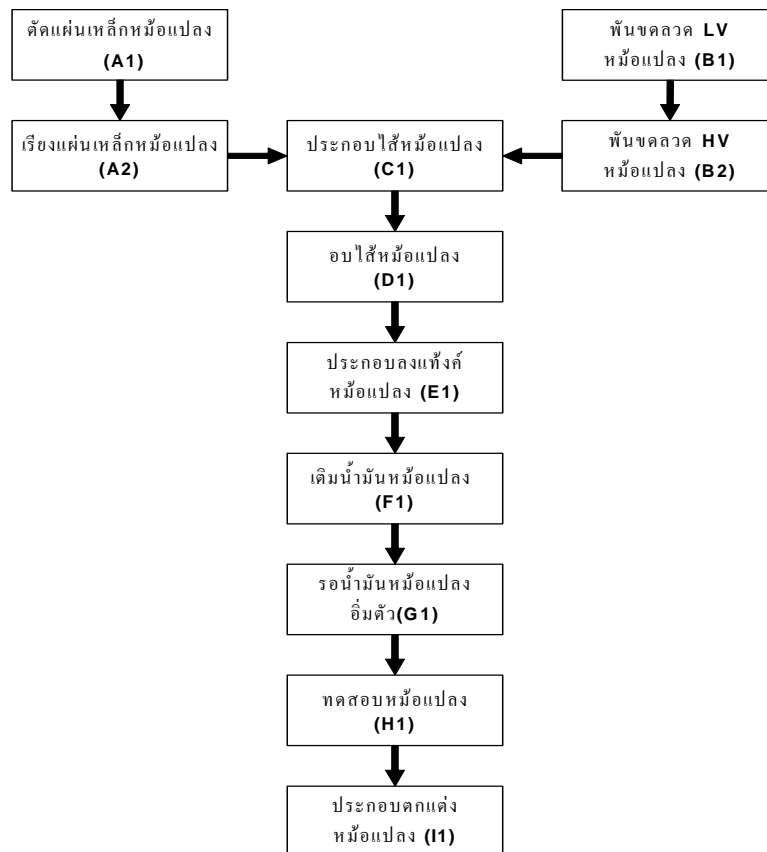 ตัดแผ่นเหล็กหม้อแปลง
(A1)
พันขดลวด LV
หม้อแปลง (B1)
เรียงแผ่นเหล็กหม้อแปลง
(A2)
ประกอบไส้หม้อแปลง
(C1)
พันขดลวด HV
หม้อแปลง (B2)
อบไส้หม้อแปลง
(D1)
ประกอบลงแท้งค์
หม้อแปลง (E1)
เติมน้ำมันหม้อแปลง
(F1)
รอน้ำมันหม้อแปลง
อิ่มตัว(G1)
ทดสอบหม้อแปลง
(H1)
ประกอบตกแต่ง
หม้อแปลง (I1)